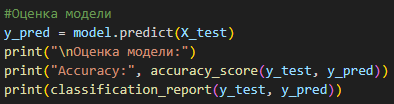 #Оценка модели
y_pred = model.predict(X_test)
print("\nОценка модели:")
print("Accuracy:", accuracy_score(y_test, y_pred))
print(classification_report(y_test, y_pred))